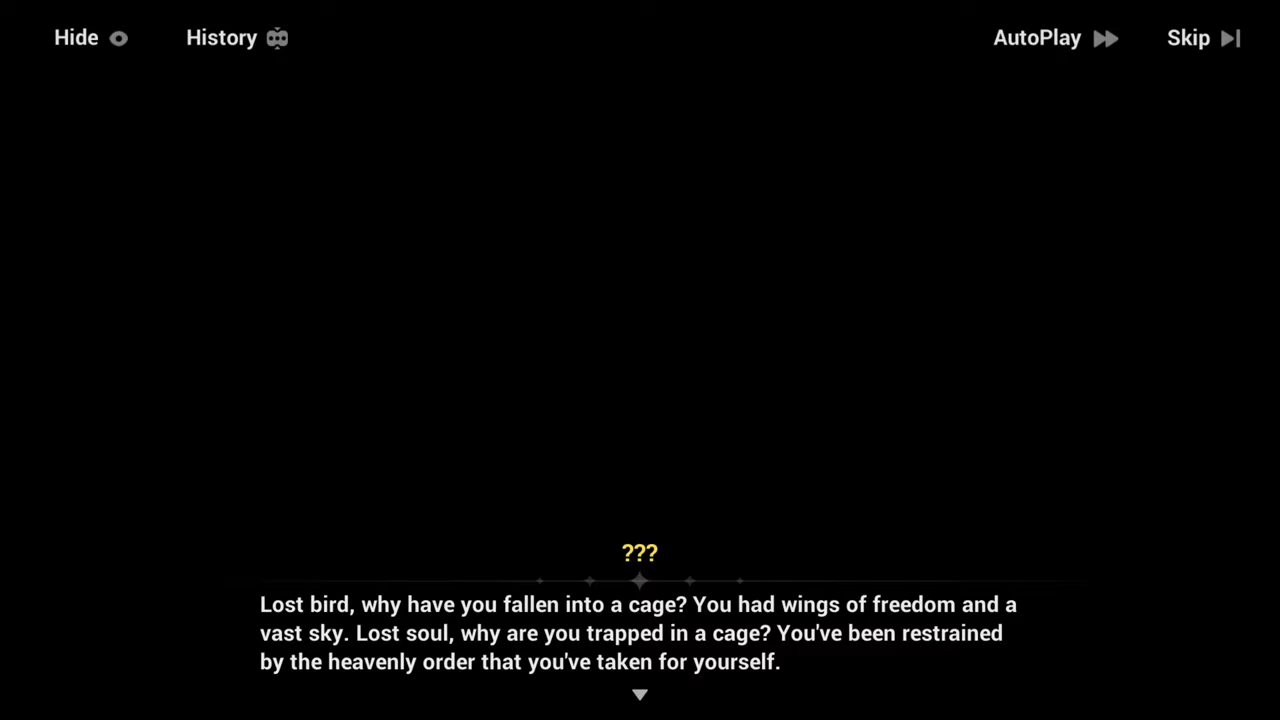 Hide
History
AutoPlay
Skip
???
Lost bird, why have you fallen into a cage? You had wings of freedom and a
vast sky. Lost soul, why are you trapped in a cage? You've been restrained
by the heavenly order that you've taken for yourself.